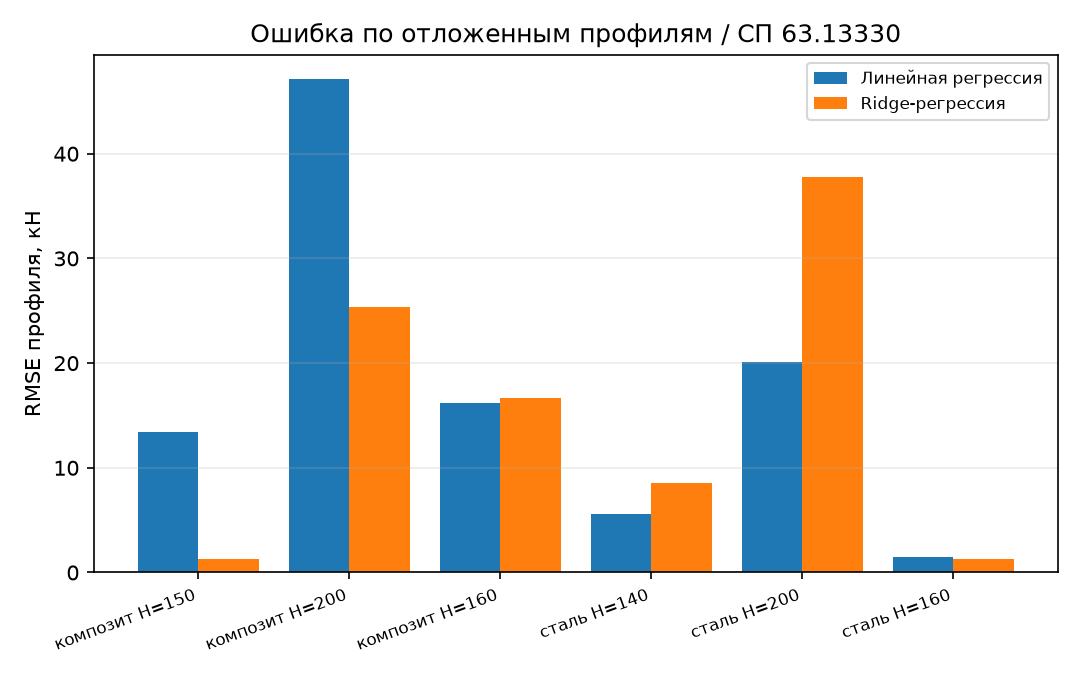 Ошибка по отложенным профилям / СП 63.13330
Линейная регрессия
Ridge-регрессия
RMSE профиля, кН
40
30
20
10
0
композит H=150
композит H=200
композит H=160
сталь H=140
сталь H=200
сталь H=160